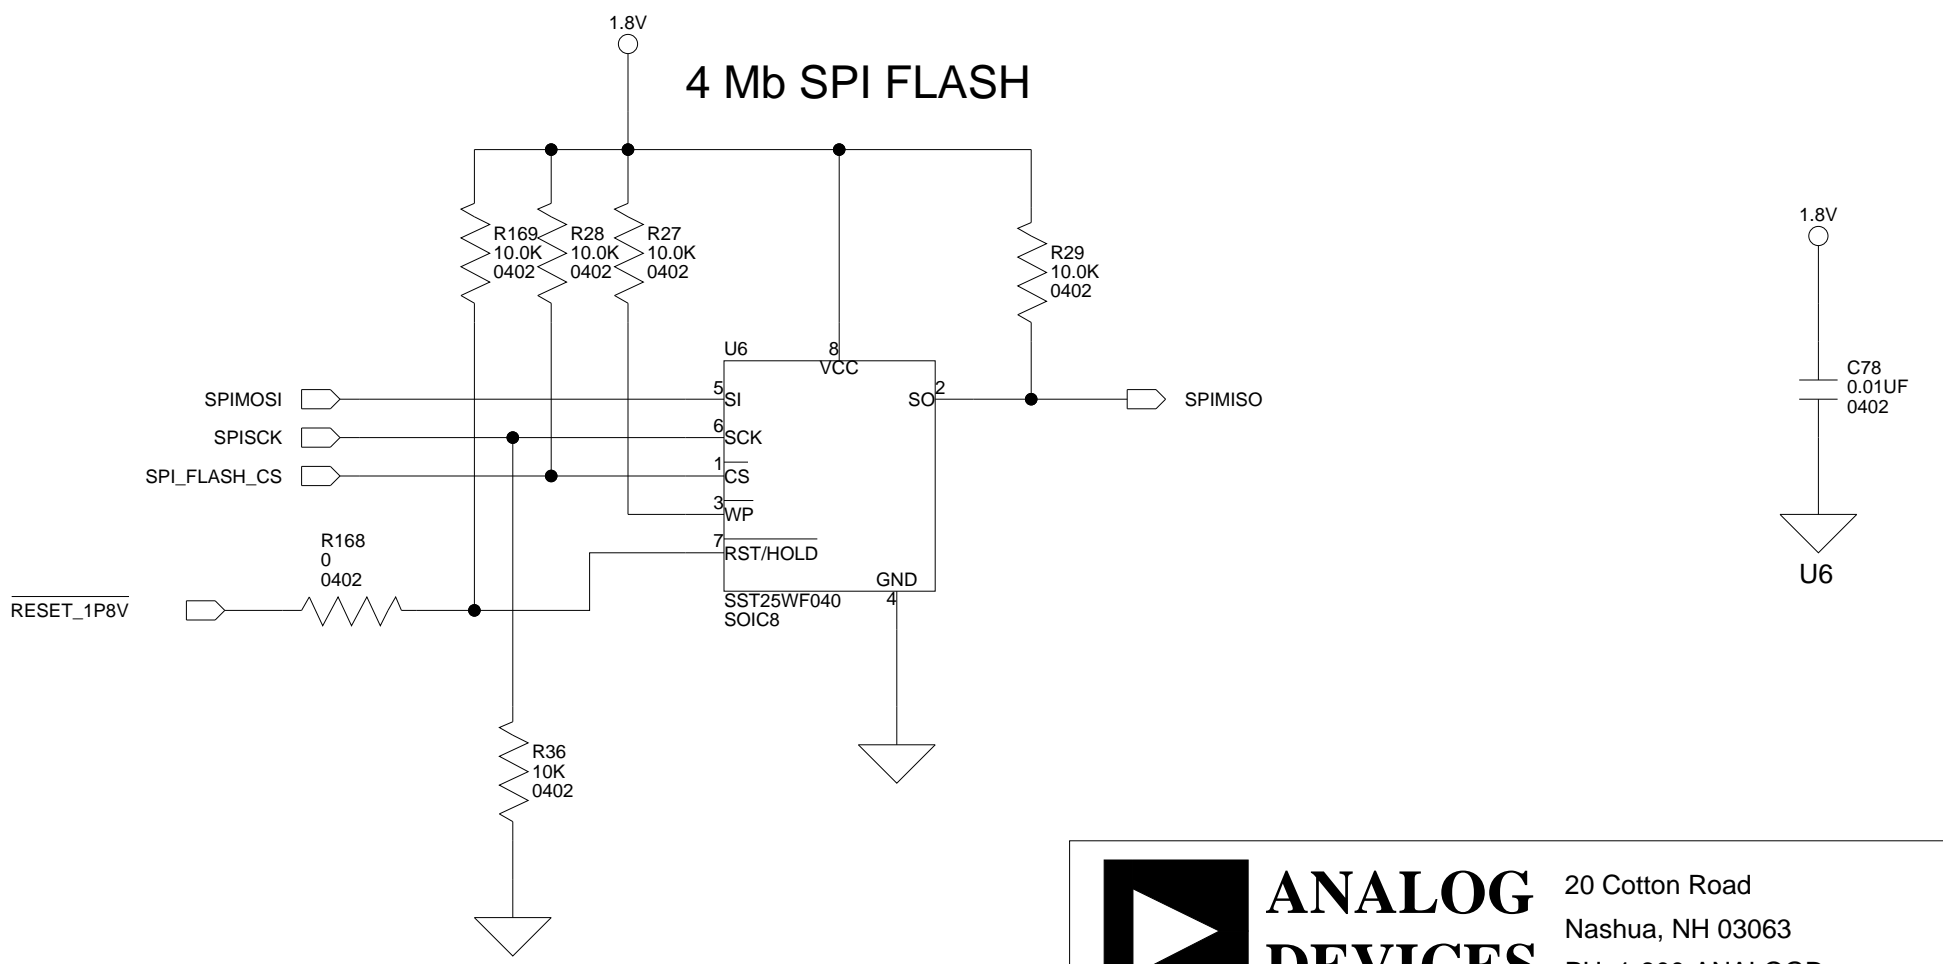 1.8V
4 Mb SPI FLASH
R169
10.0K
0402
R28
10.0K
0402
R27
10.0K
0402
R29
10.0K
0402
1.8V
C78
0.01UF
0402
U6
U6
8
VCC
SPIMOSI
5
SI
SO
2
SPIMISO
SPISCK
6
SCK
SPI_FLASH_CS
1
CS
3
WP
7
RST/HOLD
R168
0
0402
RESET_1P8V
GND
4
SST25WF040
SOIC8
R36
10K
0402
ANALOG
DEVICES
20 Cotton Road
Nashua, NH 03063